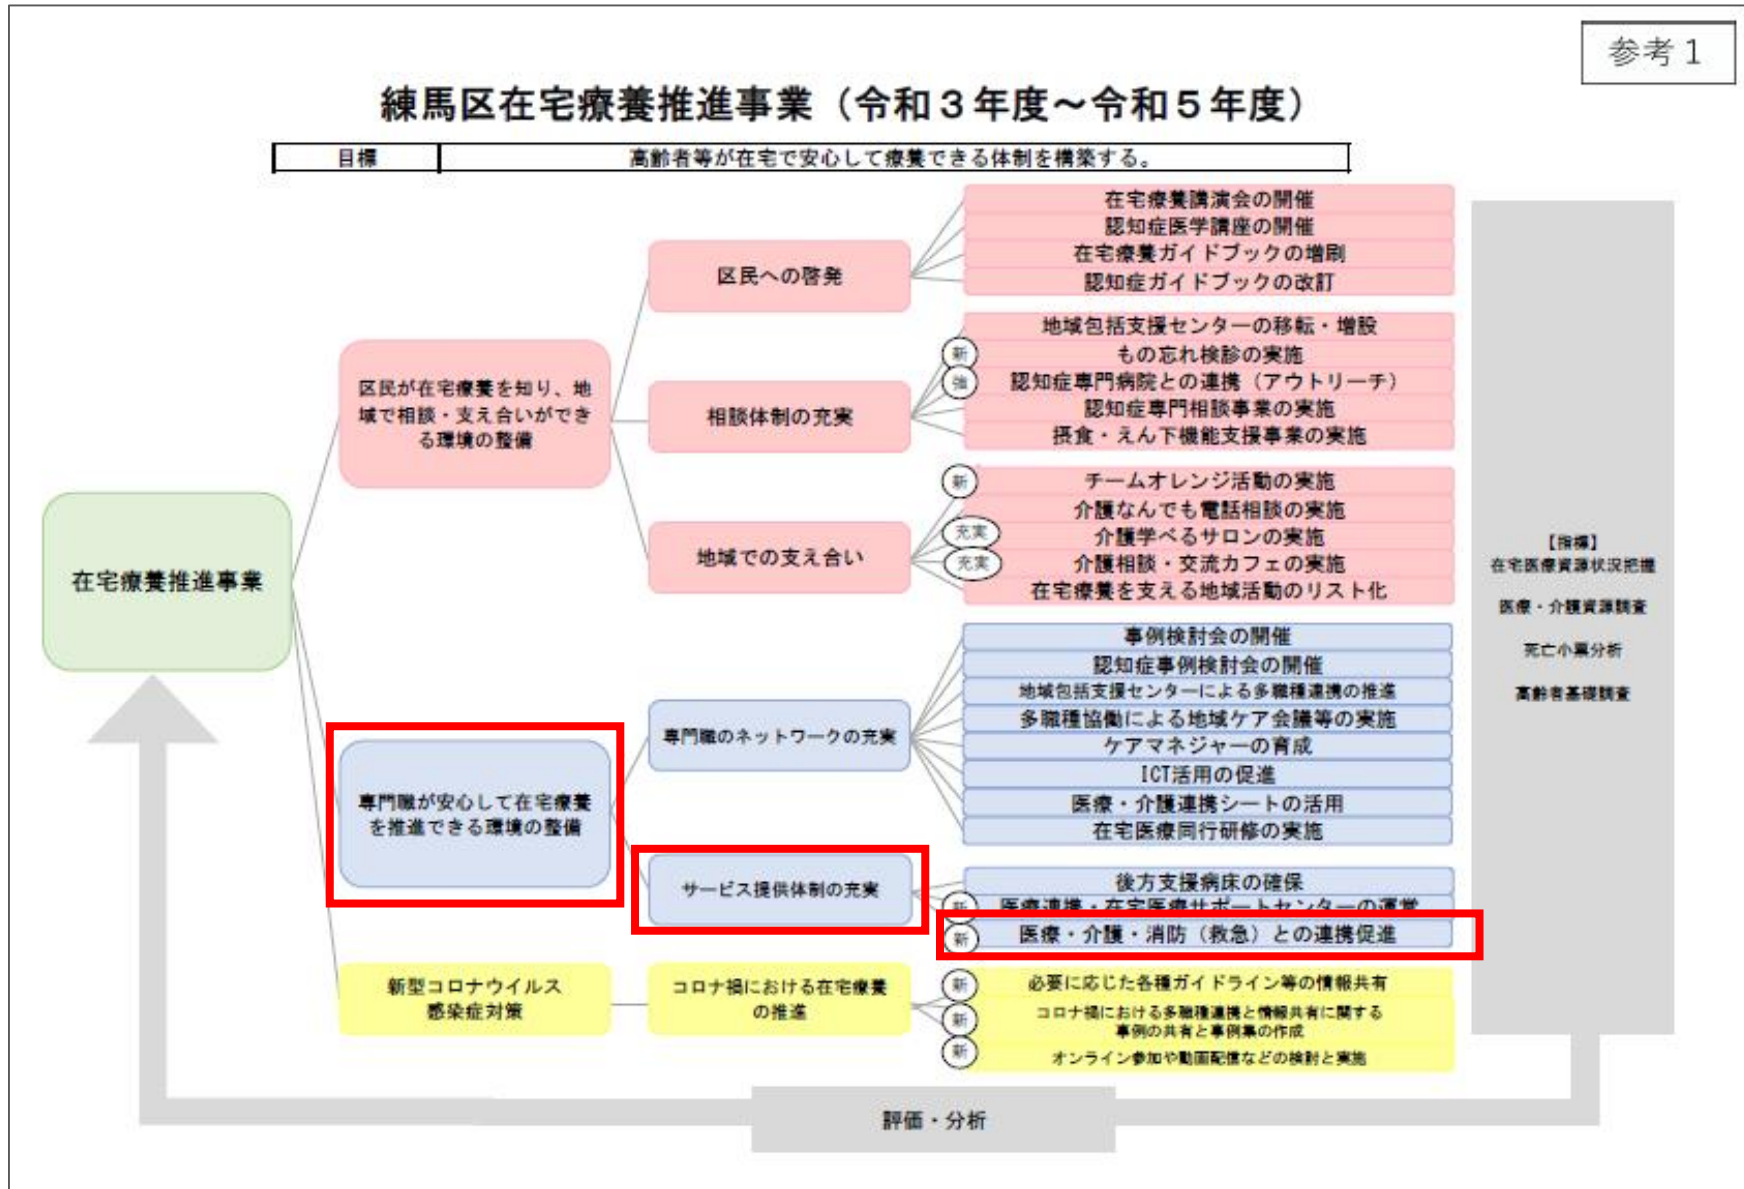 参考１
練馬区在宅療養推進事業（令和３年度～令和５年度）
目標
高齢者等が在宅で安心して療養できる体制を構築する。
在宅療養推進事業
区民が在宅療養を知り、地
域で相談・支え合いができ
る環境の整備
区民への啓発
在宅療養講演会の開催
認知症医学講座の開催
在宅療養ガイドブックの増刷
認知症ガイドブックの改訂
相談体制の充実
地域包括支援センターの移転・増設
新
もの忘れ検診の実施
強
認知症専門病院との連携（アウトリーチ）
認知症専門相談事業の実施
摂食・えん下機能支援事業の実施
地域での支え合い
新
チームオレンジ活動の実施
介護なんでも電話相談の実施
充実
介護学べるサロンの実施
充実
介護相談・交流カフェの実施
在宅療養を支える地域活動のリスト化
専門職が安心して在宅療養
を推進できる環境の整備
専門職のネットワークの充実
事例検討会の開催
認知症事例検討会の開催
地域包括支援センターによる多職種連携の推進
多職種協働による地域ケア会議等の実施
ケアマネジャーの育成
ICT活用の促進
医療・介護連携シートの活用
在宅医療同行研修の実施
サービス提供体制の充実
後方支援病床の確保
新
医療連携・在宅医療サポートセンターの運営
新
医療・介護・消防（救急）との連携促進
新型コロナウイルス
感染症対策
コロナ禍における在宅療養
の推進
新
必要に応じた各種ガイドライン等の情報共有
新
コロナ禍における多職種連携と情報共有に関する
事例の共有と事例集の作成
新
オンライン参加や動画配信などの検討と実施
【指標】
在宅医療資源状況把握
医療・介護資源調査
死亡小票分析
高齢者基礎調査
評価・分析